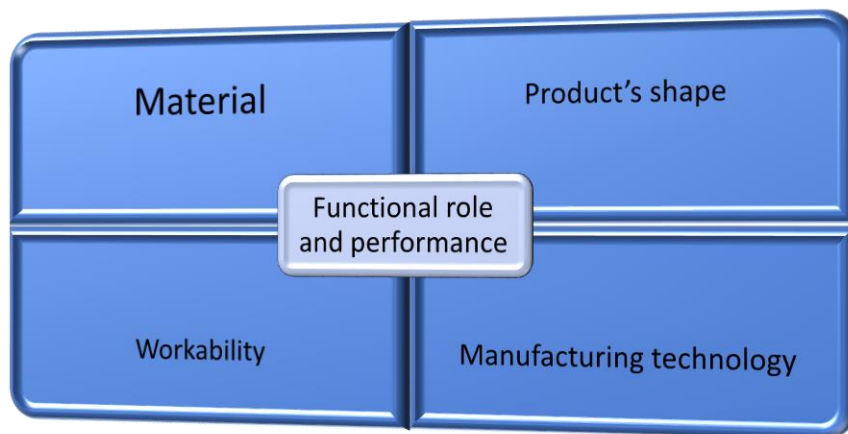 Material
Product’s shape
Functional role
and performance
Workability
Manufacturing technology